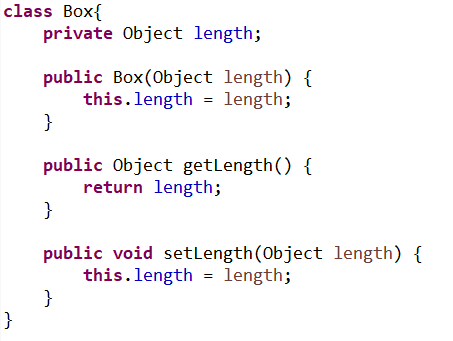 class Box{
    private Object length;

    public Box(Object length) {
        this.length = length;
    }

    public Object getLength() {
        return length;
    }

    public void setLength(Object length) {
        this.length = length;
    }
}